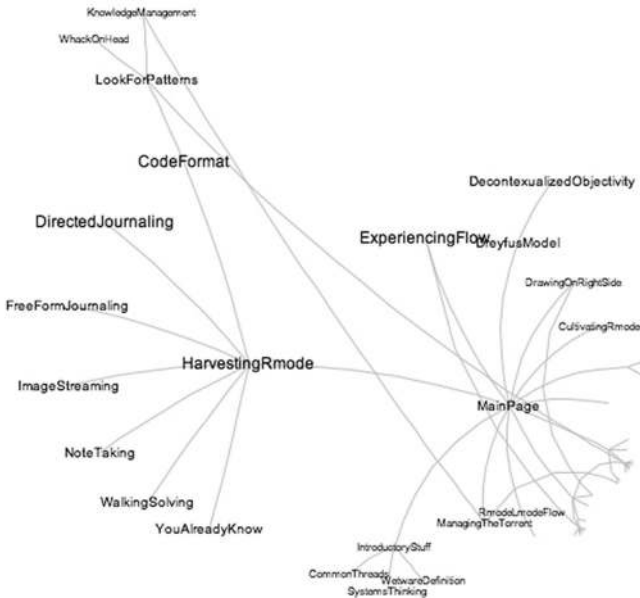 KnowledgeManagement
WhackOnHead
LookForPatterns
CodeFormat
DecontexualizedObjectivity
DirectedJournaling
ExperiencingFlow
DreyfusModel
DrawingOnRightSide
FreeFormJournaling
CultivatingRmode
HarvestingRmode
ImageStreaming
MainPage
NoteTaking
WalkingSolving
RmodeLmodeFlow
ManagingTheTorrent
YouAlreadyKnow
IntroductoryStuff
CommonThreads
WetwareDefinition
SystemsThinking